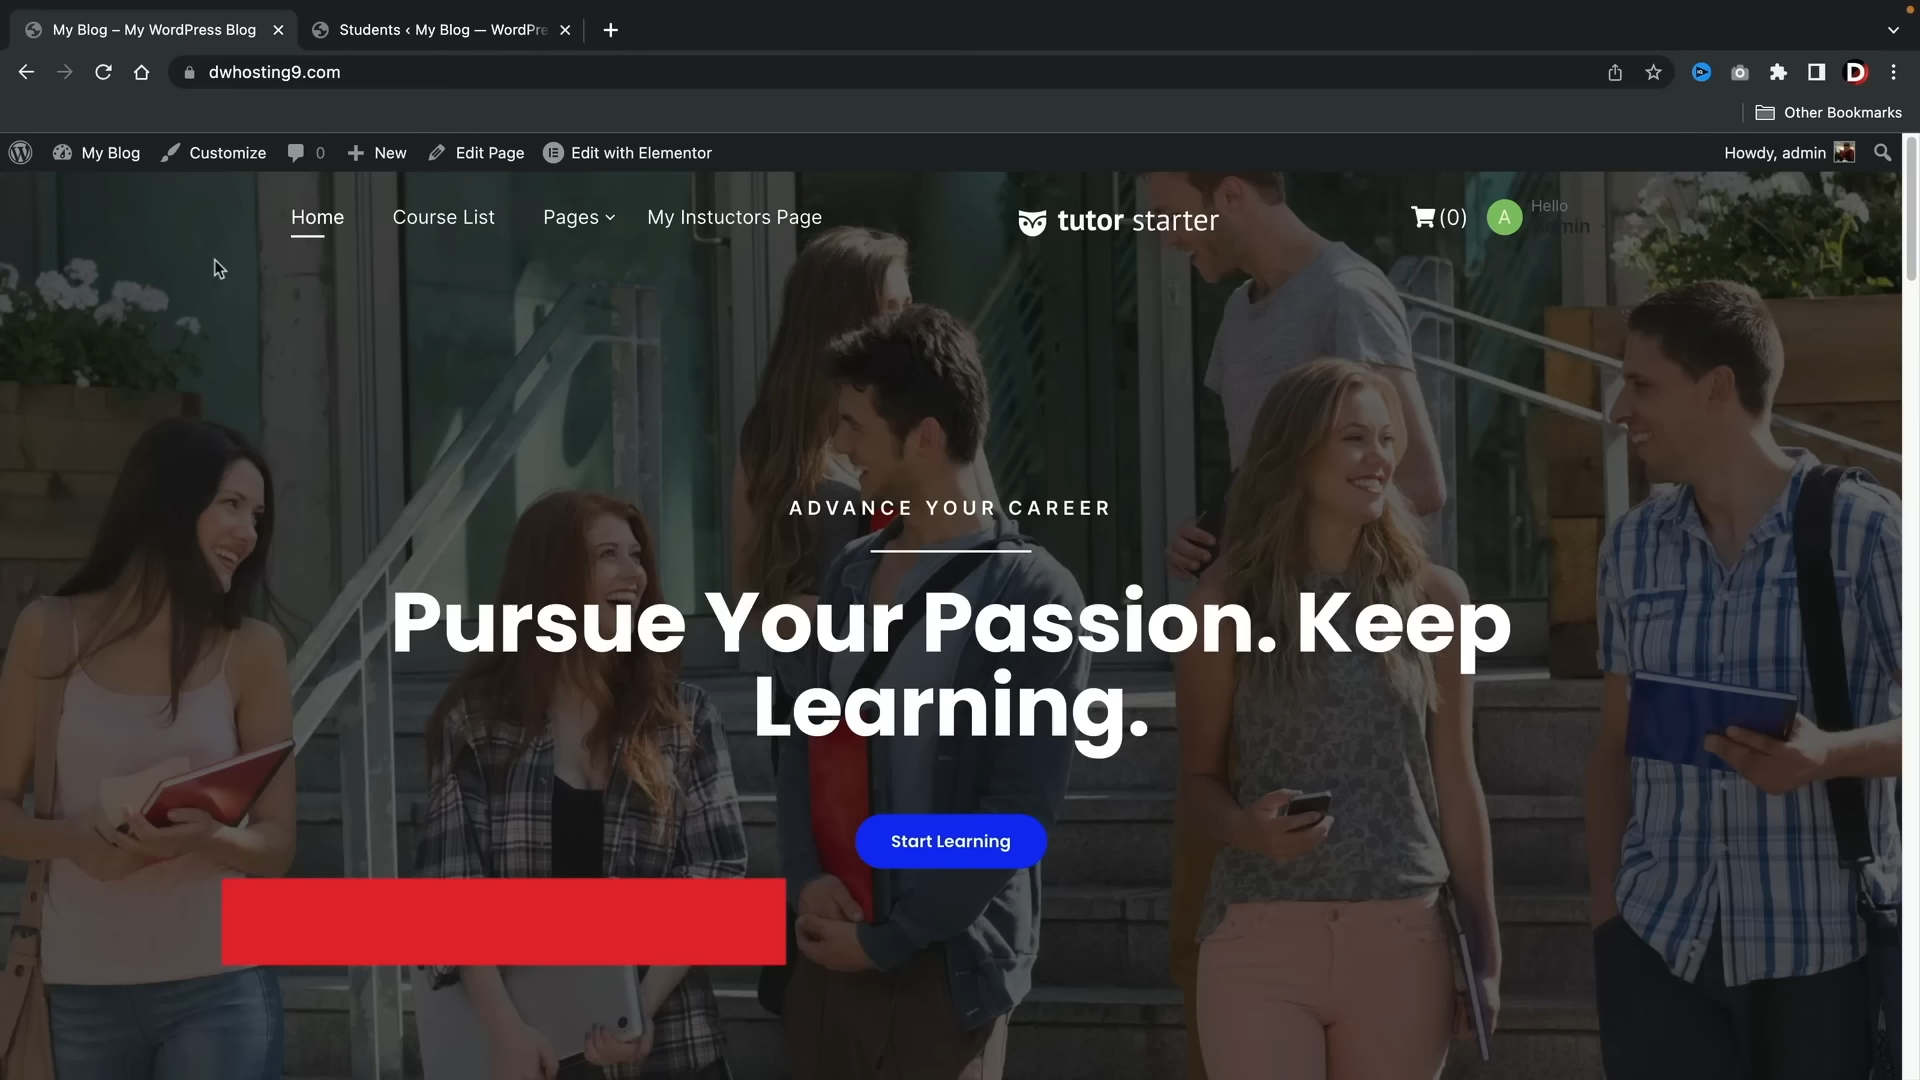 My Blog – My WordPress Blog
Students ‹ My Blog — WordPre
dwhosting9.com
Other Bookmarks
My Blog
Customize
0
New
Edit Page
Edit with Elementor
Howdy, admin
Home
Course List
Pages
My Instuctors Page
tutor starter
(0)
A
Hello
ADVANCE YOUR CAREER
Pursue Your Passion. Keep
Learning.
Start Learning